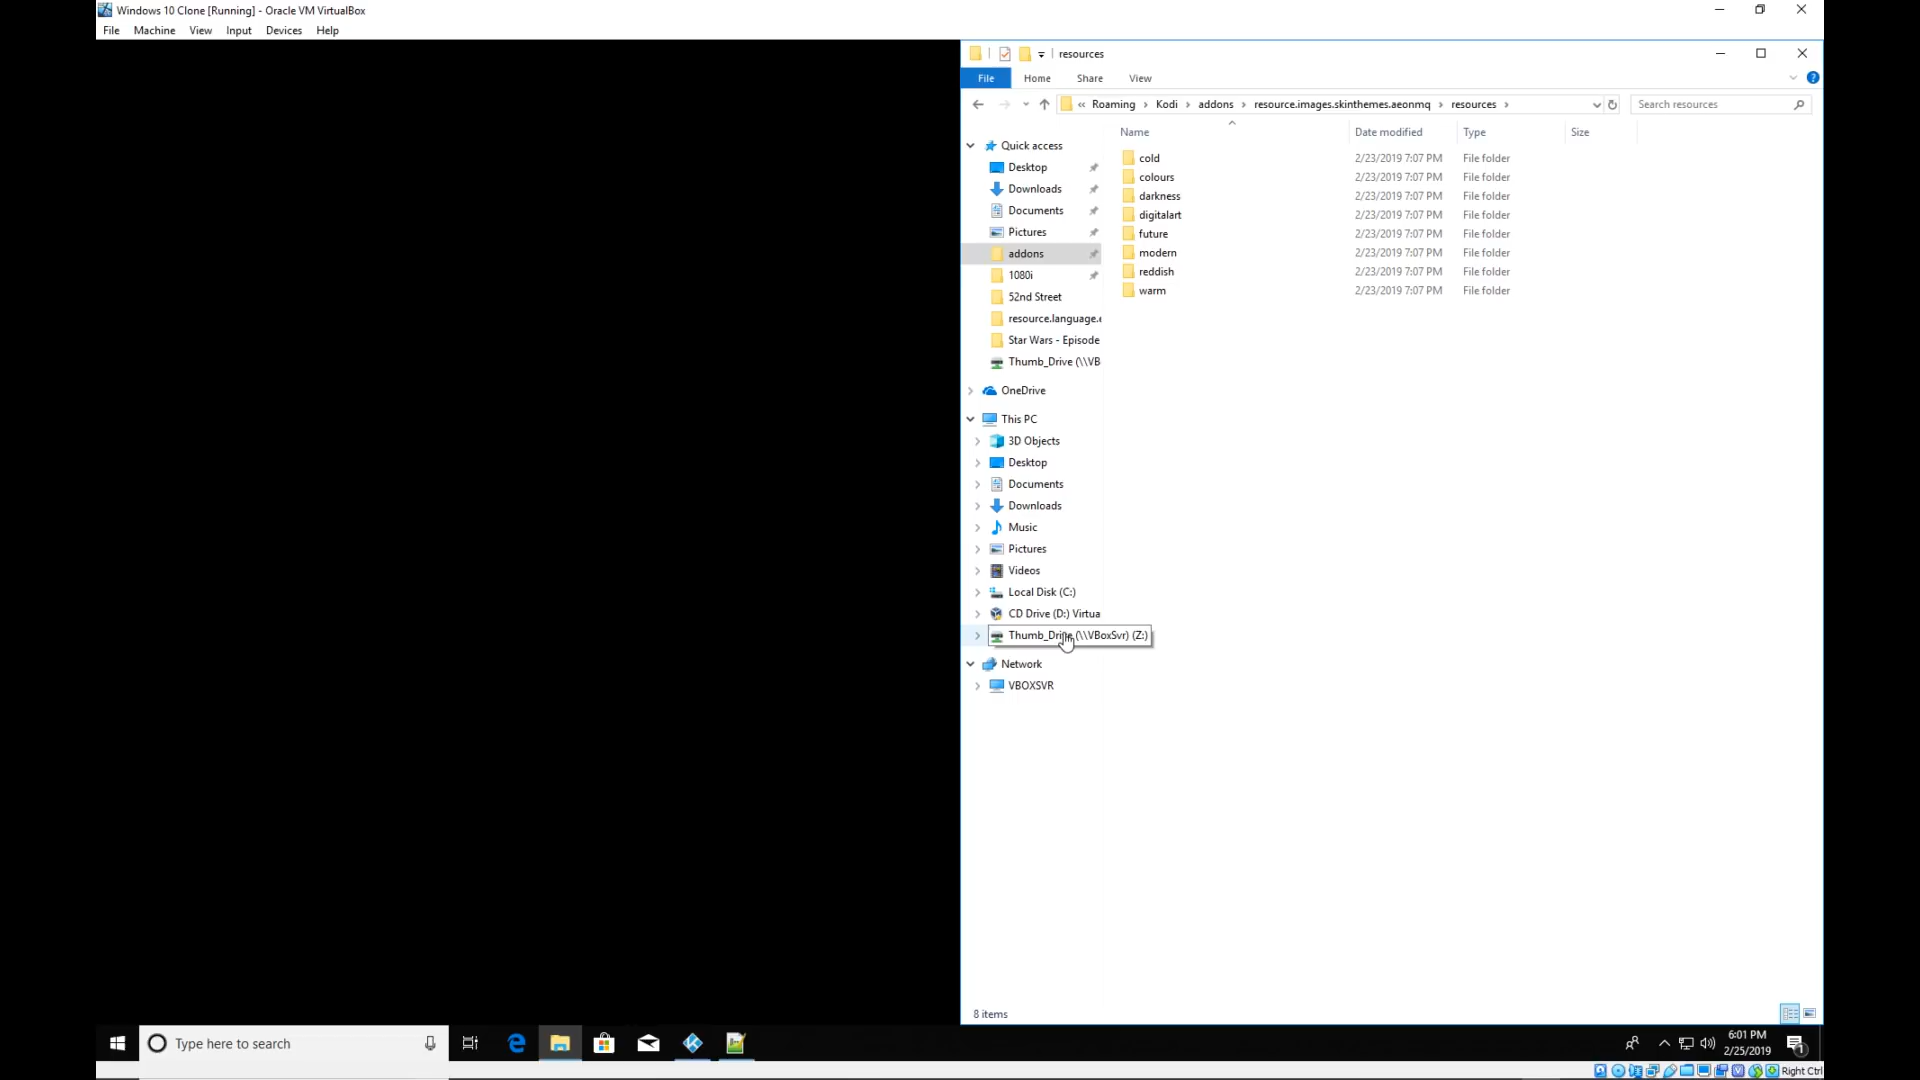 Windows 10 Clone [Running] - Oracle VM VirtualBox
File Machine View Input Devices Help
resources
File Home Share View
« Roaming › Kodi › addons › resource.images.skinthemes.aeonmq › resources ›
Search resources
Name Date modified Type Size
Quick access
Desktop
Downloads
Documents
Pictures
addons
1080i
52nd Street
resource.language.e
Star Wars - Episode
Thumb_Drive (\\VB
OneDrive
This PC
3D Objects
Desktop
Documents
Downloads
Music
Pictures
Videos
Local Disk (C:)
CD Drive (D:) Virtua
Thumb_Drive (\\VBoxSvr) (Z:)
Network
VBOXSVR
cold 2/23/2019 7:07 PM File folder
colours 2/23/2019 7:07 PM File folder
darkness 2/23/2019 7:07 PM File folder
digitalart 2/23/2019 7:07 PM File folder
future 2/23/2019 7:07 PM File folder
modern 2/23/2019 7:07 PM File folder
reddish 2/23/2019 7:07 PM File folder
warm 2/23/2019 7:07 PM File folder
8 items
Type here to search
6:01 PM
2/25/2019
1
Right Ctrl